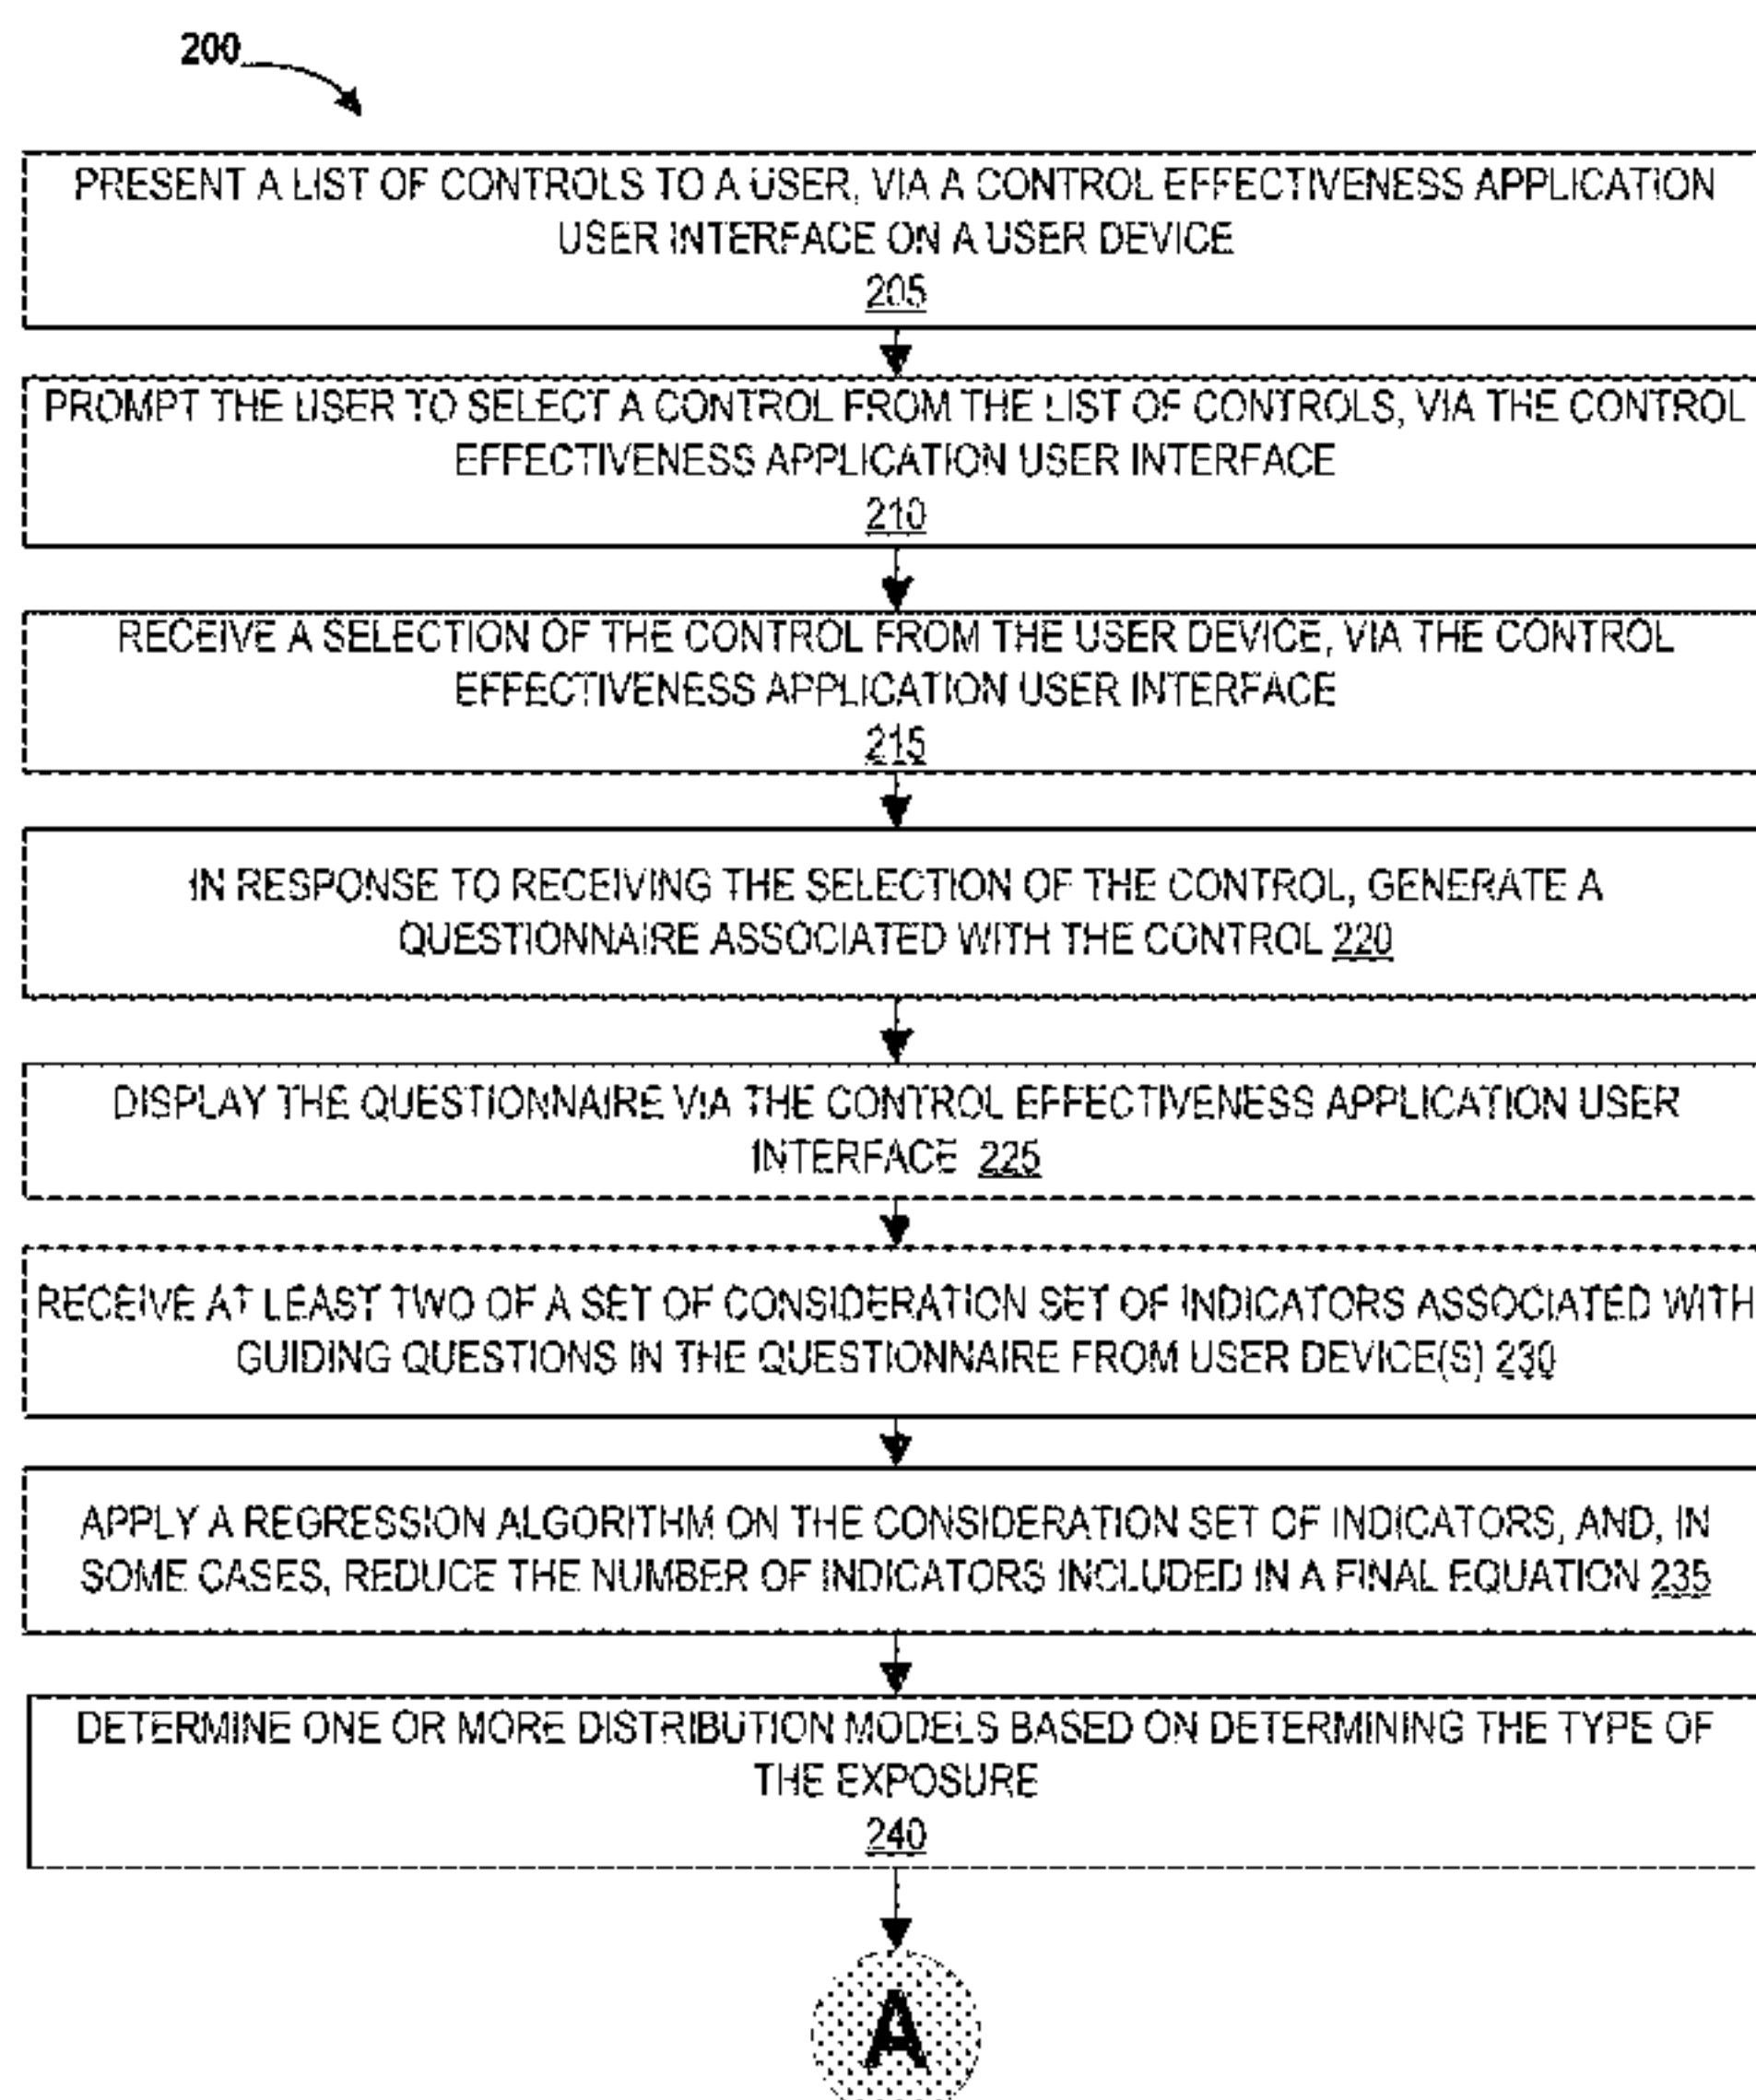 200
PRESENT A LIST OF CONTROLS TO A USER, VIA A CONTROL EFFECTIVENESS APPLICATION
USER INTERFACE ON A USER DEVICE
205
PROMPT THE USER TO SELECT A CONTROL FROM THE LIST OF CONTROLS, VIA THE CONTROL
EFFECTIVENESS APPLICATION USER INTERFACE
210
RECEIVE A SELECTION OF THE CONTROL FROM THE USER DEVICE, VIA THE CONTROL
EFFECTIVENESS APPLICATION USER INTERFACE
215
IN RESPONSE TO RECEIVING THE SELECTION OF THE CONTROL, GENERATE A
QUESTIONNAIRE ASSOCIATED WITH THE CONTROL 220
DISPLAY THE QUESTIONNAIRE VIA THE CONTROL EFFECTIVENESS APPLICATION USER
INTERFACE 225
RECEIVE AT LEAST TWO OF A SET OF CONSIDERATION SET OF INDICATORS ASSOCIATED WITH
GUIDING QUESTIONS IN THE QUESTIONNAIRE FROM USER DEVICE(S) 230
APPLY A REGRESSION ALGORITHM ON THE CONSIDERATION SET OF INDICATORS, AND, IN
SOME CASES, REDUCE THE NUMBER OF INDICATORS INCLUDED IN A FINAL EQUATION 235
DETERMINE ONE OR MORE DISTRIBUTION MODELS BASED ON DETERMINING THE TYPE OF
THE EXPOSURE
240
A